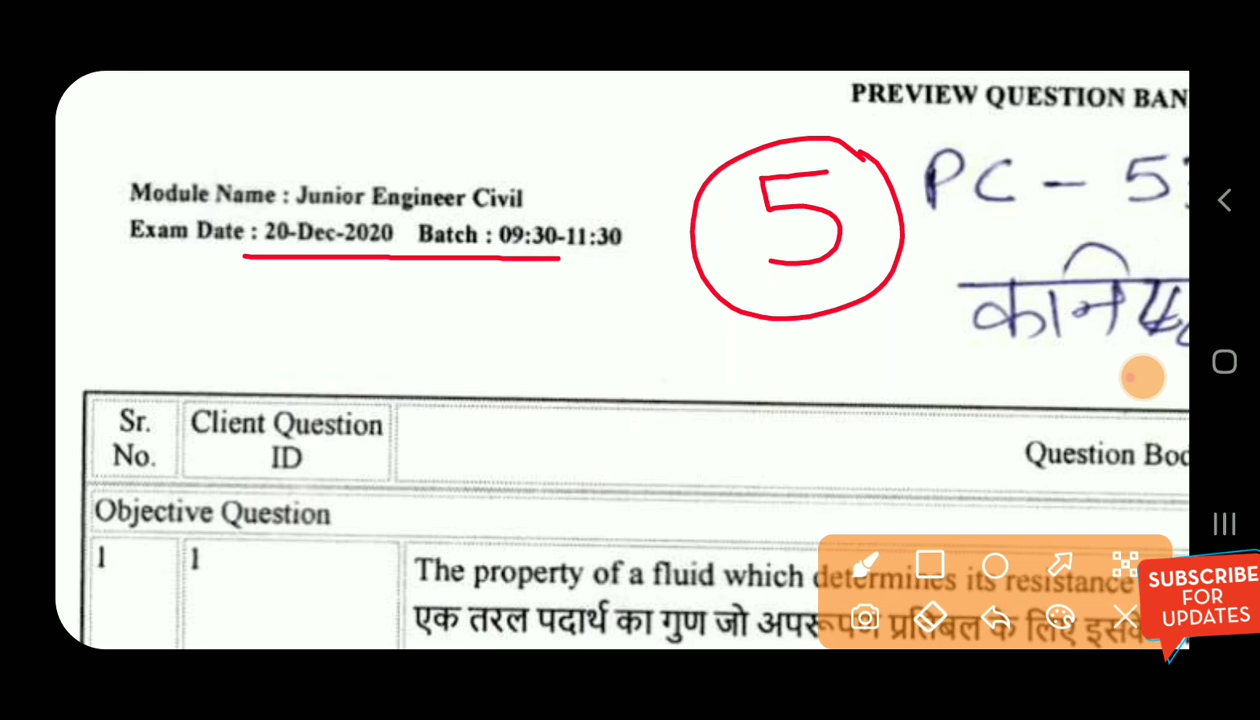 PREVIEW QUESTION BAN
PC - 5
Module Name : Junior Engineer Civil
Exam Date : 20-Dec-2020 Batch : 09:30-11:30
5
Sr. No.
Client Question ID
Question Bod
Objective Question
1
1
The property of a fluid which determines its resistance
एक तरल पदार्थ का गुण जो अपरूपण प्रतिबल के लिए
SUBSCRIBE
FOR
UPDATES